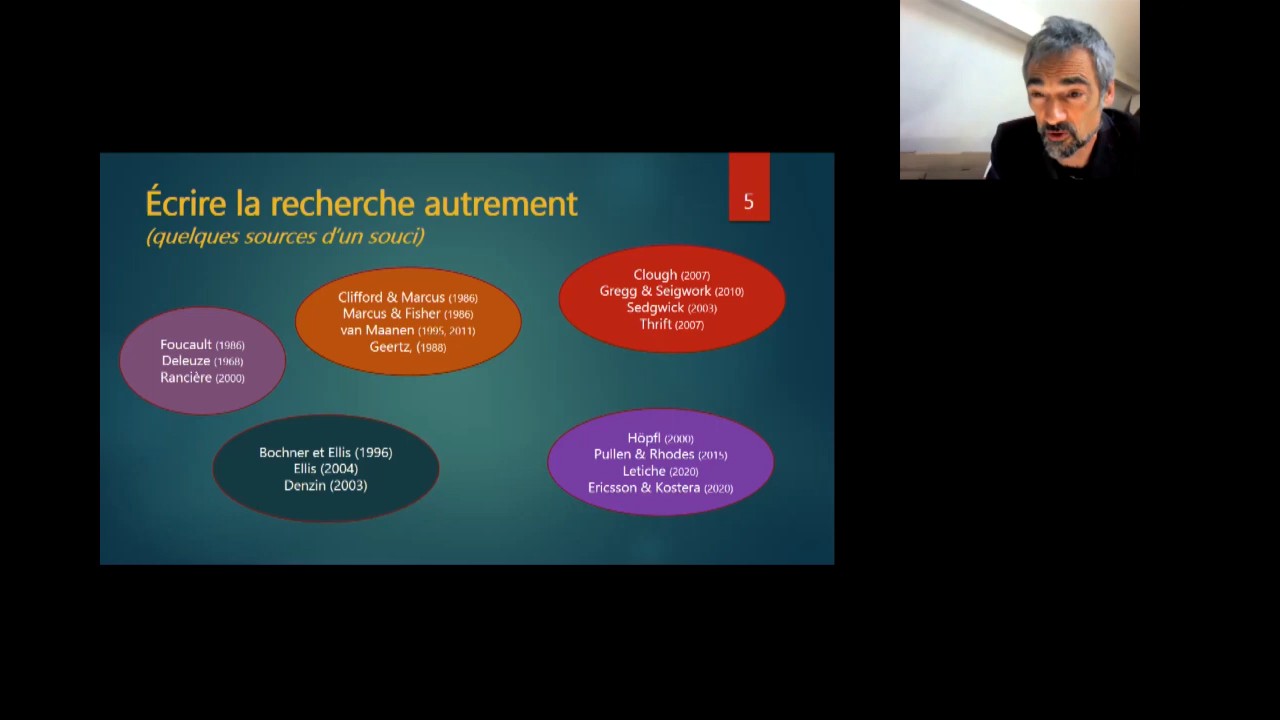 Écrire la recherche autrement
(quelques sources d'un souci)
5
Foucault (1986)
Deleuze (1968)
Rancière (2000)
Clifford & Marcus (1986)
Marcus & Fisher (1986)
van Maanen (1995, 2011)
Geertz, (1988)
Clough (2007)
Gregg & Seigwork (2010)
Sedgwick (2003)
Thrift (2007)
Bochner et Ellis (1996)
Ellis (2004)
Denzin (2003)
Höpfl (2000)
Pullen & Rhodes (2015)
Letiche (2020)
Ericsson & Kostera (2020)